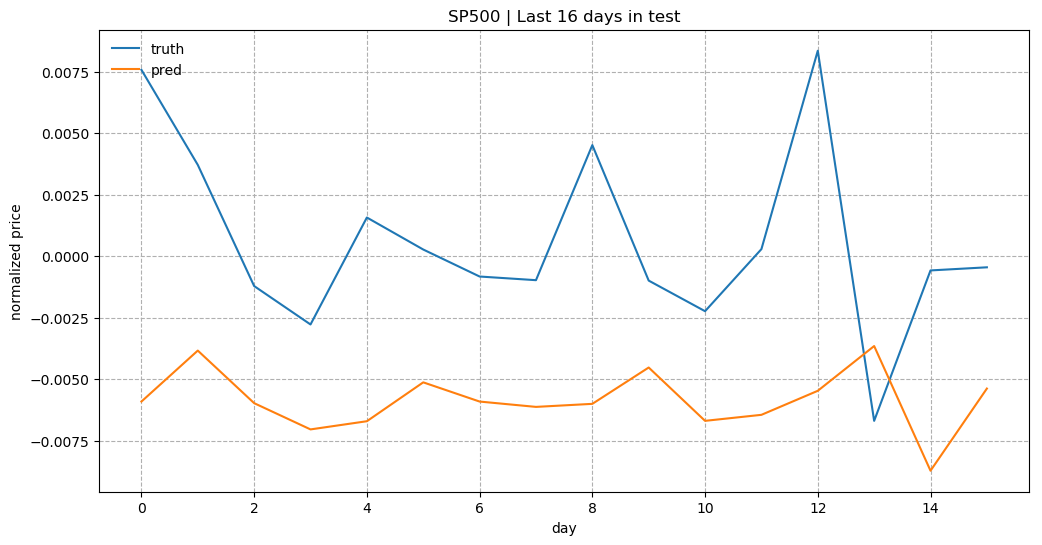 SP500 | Last 16 days in test
truth
pred
0.0075
0.0050
0.0025
0.0000
−0.0025
−0.0050
−0.0075
normalized price
0 2 4 6 8 10 12 14
day